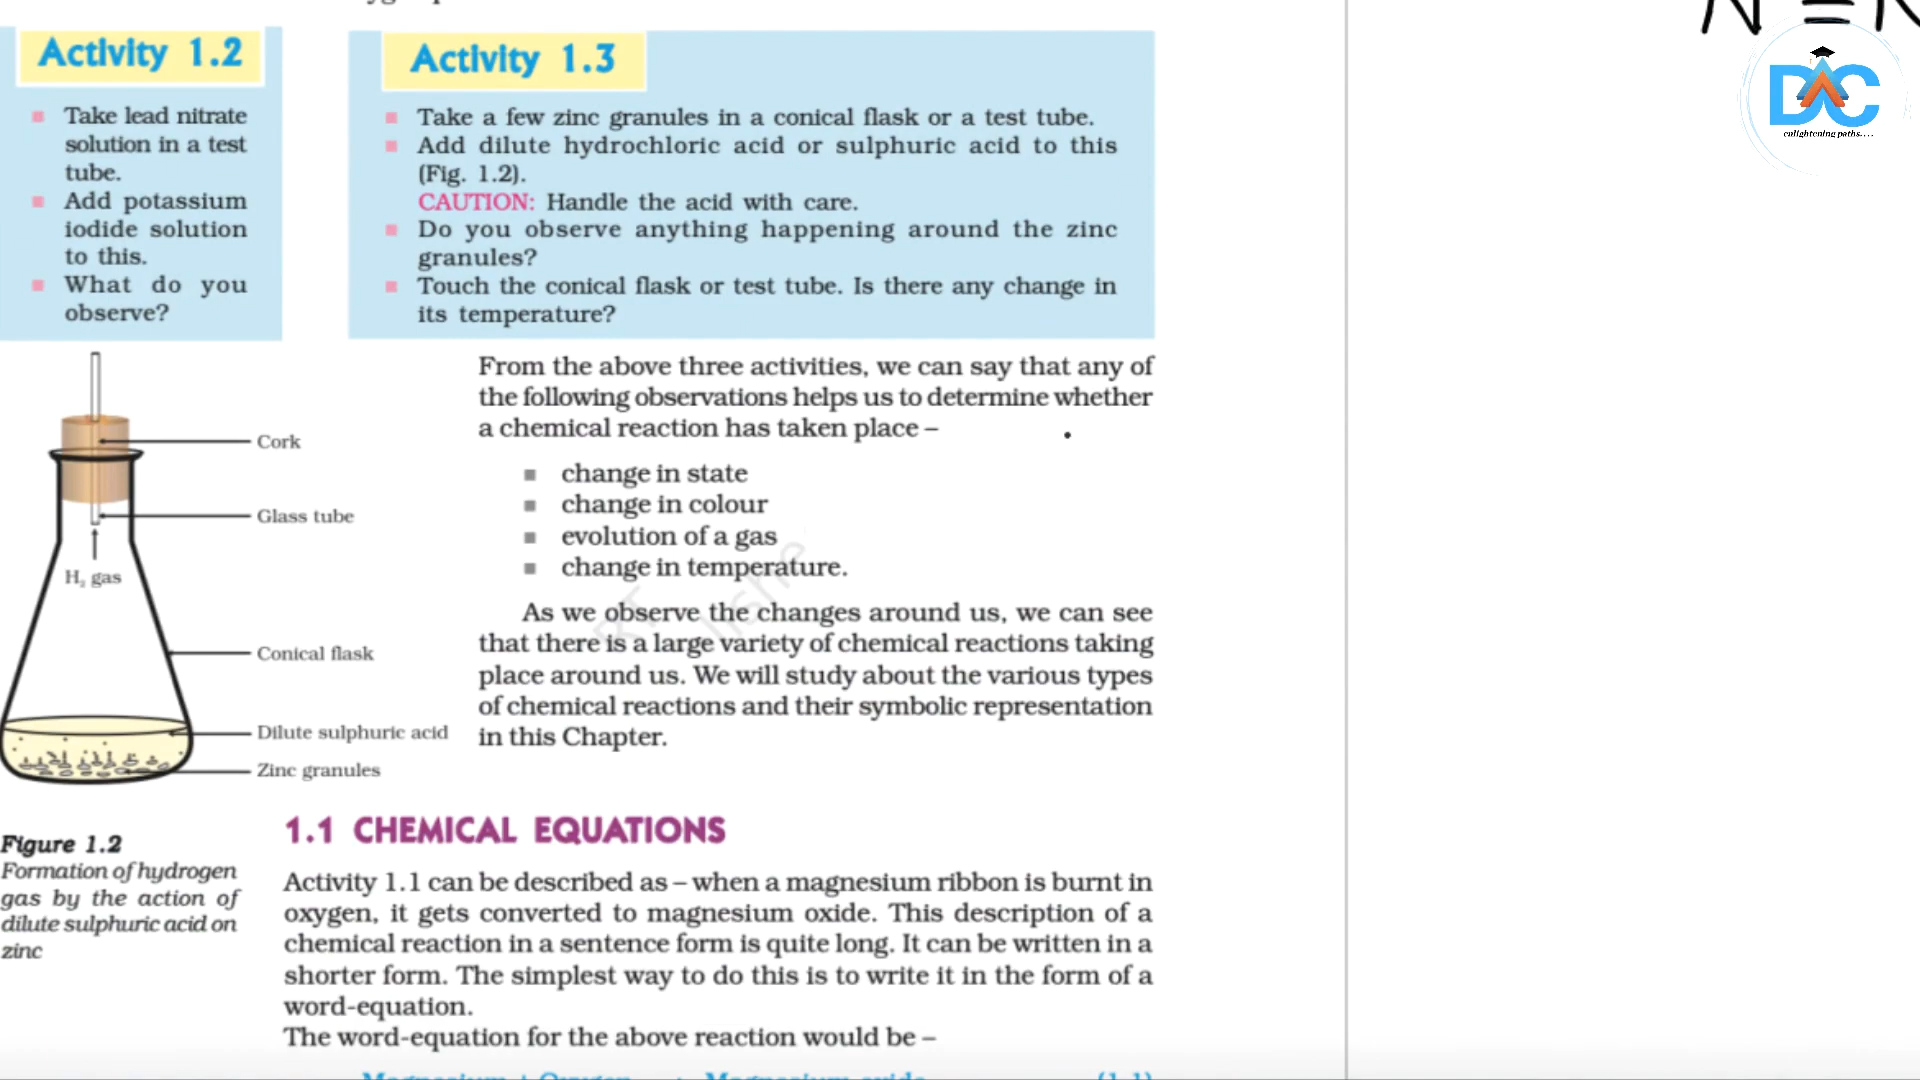 N ≡
DAC
enlightening paths....
Activity 1.2
Take lead nitrate
solution in a test
tube.
Add potassium
iodide solution
to this.
What do you
observe?
Activity 1.3
Take a few zinc granules in a conical flask or a test tube.
Add dilute hydrochloric acid or sulphuric acid to this
(Fig. 1.2).
CAUTION: Handle the acid with care.
Do you observe anything happening around the zinc
granules?
Touch the conical flask or test tube. Is there any change in
its temperature?
Cork
Glass tube
H₂ gas
Conical flask
Dilute sulphuric acid
Zinc granules
Figure 1.2
Formation of hydrogen
gas by the action of
dilute sulphuric acid on
zinc
From the above three activities, we can say that any of
the following observations helps us to determine whether
a chemical reaction has taken place –
change in state
change in colour
evolution of a gas
change in temperature.
As we observe the changes around us, we can see
that there is a large variety of chemical reactions taking
place around us. We will study about the various types
of chemical reactions and their symbolic representation
in this Chapter.
1.1 CHEMICAL EQUATIONS
Activity 1.1 can be described as – when a magnesium ribbon is burnt in
oxygen, it gets converted to magnesium oxide. This description of a
chemical reaction in a sentence form is quite long. It can be written in a
shorter form. The simplest way to do this is to write it in the form of a
word-equation.
The word-equation for the above reaction would be –